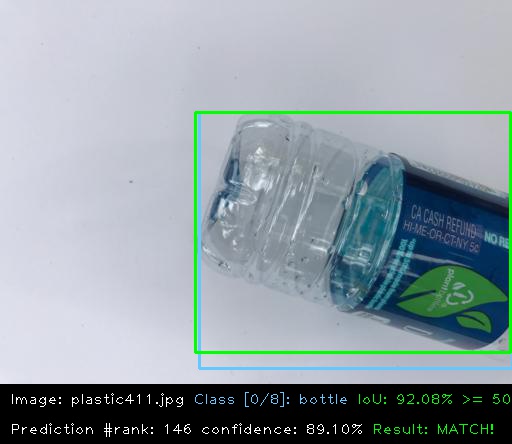 CA CASH REFUND
HI-ME-OR-CT-NY 5¢
NO RE
plantbottle
Image: plastic411.jpg Class [0/8]: bottle IoU: 92.08% >= 50
Prediction #rank: 146 confidence: 89.10% Result: MATCH!